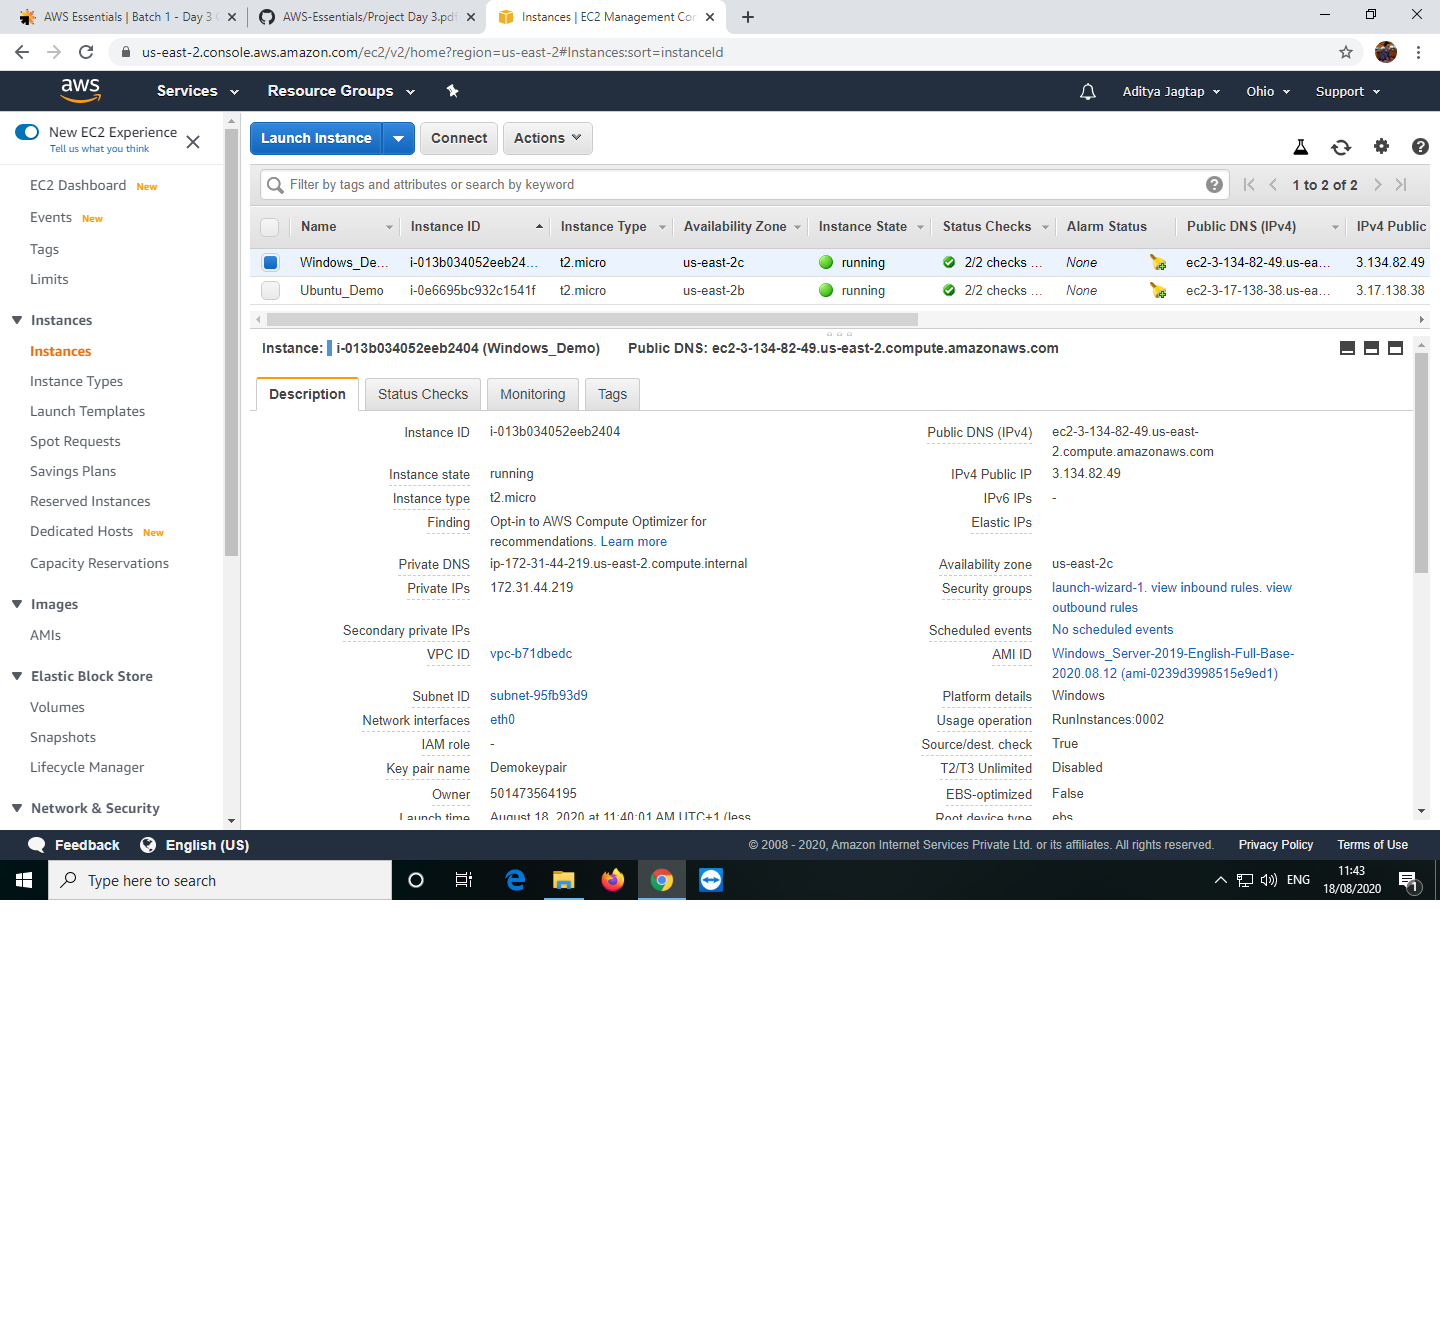 AWS Essentials | Batch 1 - Day 3 C
AWS-Essentials/Project Day 3.pdf
Instances | EC2 Management Con
us-east-2.console.aws.amazon.com/ec2/v2/home?region=us-east-2#Instances:sort=instanceId
aws
Services
Resource Groups
Aditya Jagtap
Ohio
Support
New EC2 Experience
Tell us what you think
EC2 Dashboard New
Events New
Tags
Limits
Instances
Instances
Instance Types
Launch Templates
Spot Requests
Savings Plans
Reserved Instances
Dedicated Hosts New
Capacity Reservations
Images
AMIs
Elastic Block Store
Volumes
Snapshots
Lifecycle Manager
Network & Security
Launch Instance
Connect
Actions
Filter by tags and attributes or search by keyword
1 to 2 of 2
Name Instance ID Instance Type Availability Zone Instance State Status Checks Alarm Status Public DNS (IPv4) IPv4 Public
Windows_De... i-013b034052eeb24... t2.micro us-east-2c running 2/2 checks ... None ec2-3-134-82-49.us-ea... 3.134.82.49
Ubuntu_Demo i-0e6695bc932c1541f t2.micro us-east-2b running 2/2 checks ... None ec2-3-17-138-38.us-ea... 3.17.138.38
Instance: i-013b034052eeb2404 (Windows_Demo) Public DNS: ec2-3-134-82-49.us-east-2.compute.amazonaws.com
Description Status Checks Monitoring Tags
Instance ID i-013b034052eeb2404
Instance state running
Instance type t2.micro
Finding Opt-in to AWS Compute Optimizer for
recommendations. Learn more
Private DNS ip-172-31-44-219.us-east-2.compute.internal
Private IPs 172.31.44.219
Secondary private IPs
VPC ID vpc-b71dbedc
Subnet ID subnet-95fb93d9
Network interfaces eth0
IAM role -
Key pair name Demokeypair
Owner 501473564195
Launch time August 18, 2020 at 11:40:01 AM UTC+1 (less
Public DNS (IPv4) ec2-3-134-82-49.us-east-
2.compute.amazonaws.com
IPv4 Public IP 3.134.82.49
IPv6 IPs -
Elastic IPs
Availability zone us-east-2c
Security groups launch-wizard-1. view inbound rules. view
outbound rules
Scheduled events No scheduled events
AMI ID Windows_Server-2019-English-Full-Base-
2020.08.12 (ami-0239d3998515e9ed1)
Platform details Windows
Usage operation RunInstances:0002
Source/dest. check True
T2/T3 Unlimited Disabled
EBS-optimized False
Root device type ebs
Feedback
English (US)
© 2008 - 2020, Amazon Internet Services Private Ltd. or its affiliates. All rights reserved.
Privacy Policy
Terms of Use
Type here to search
ENG
11:43
18/08/2020
1